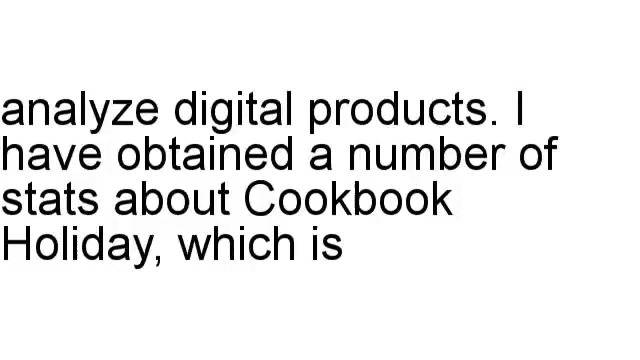 analyze digital products. I
have obtained a number of
stats about Cookbook
Holiday, which is